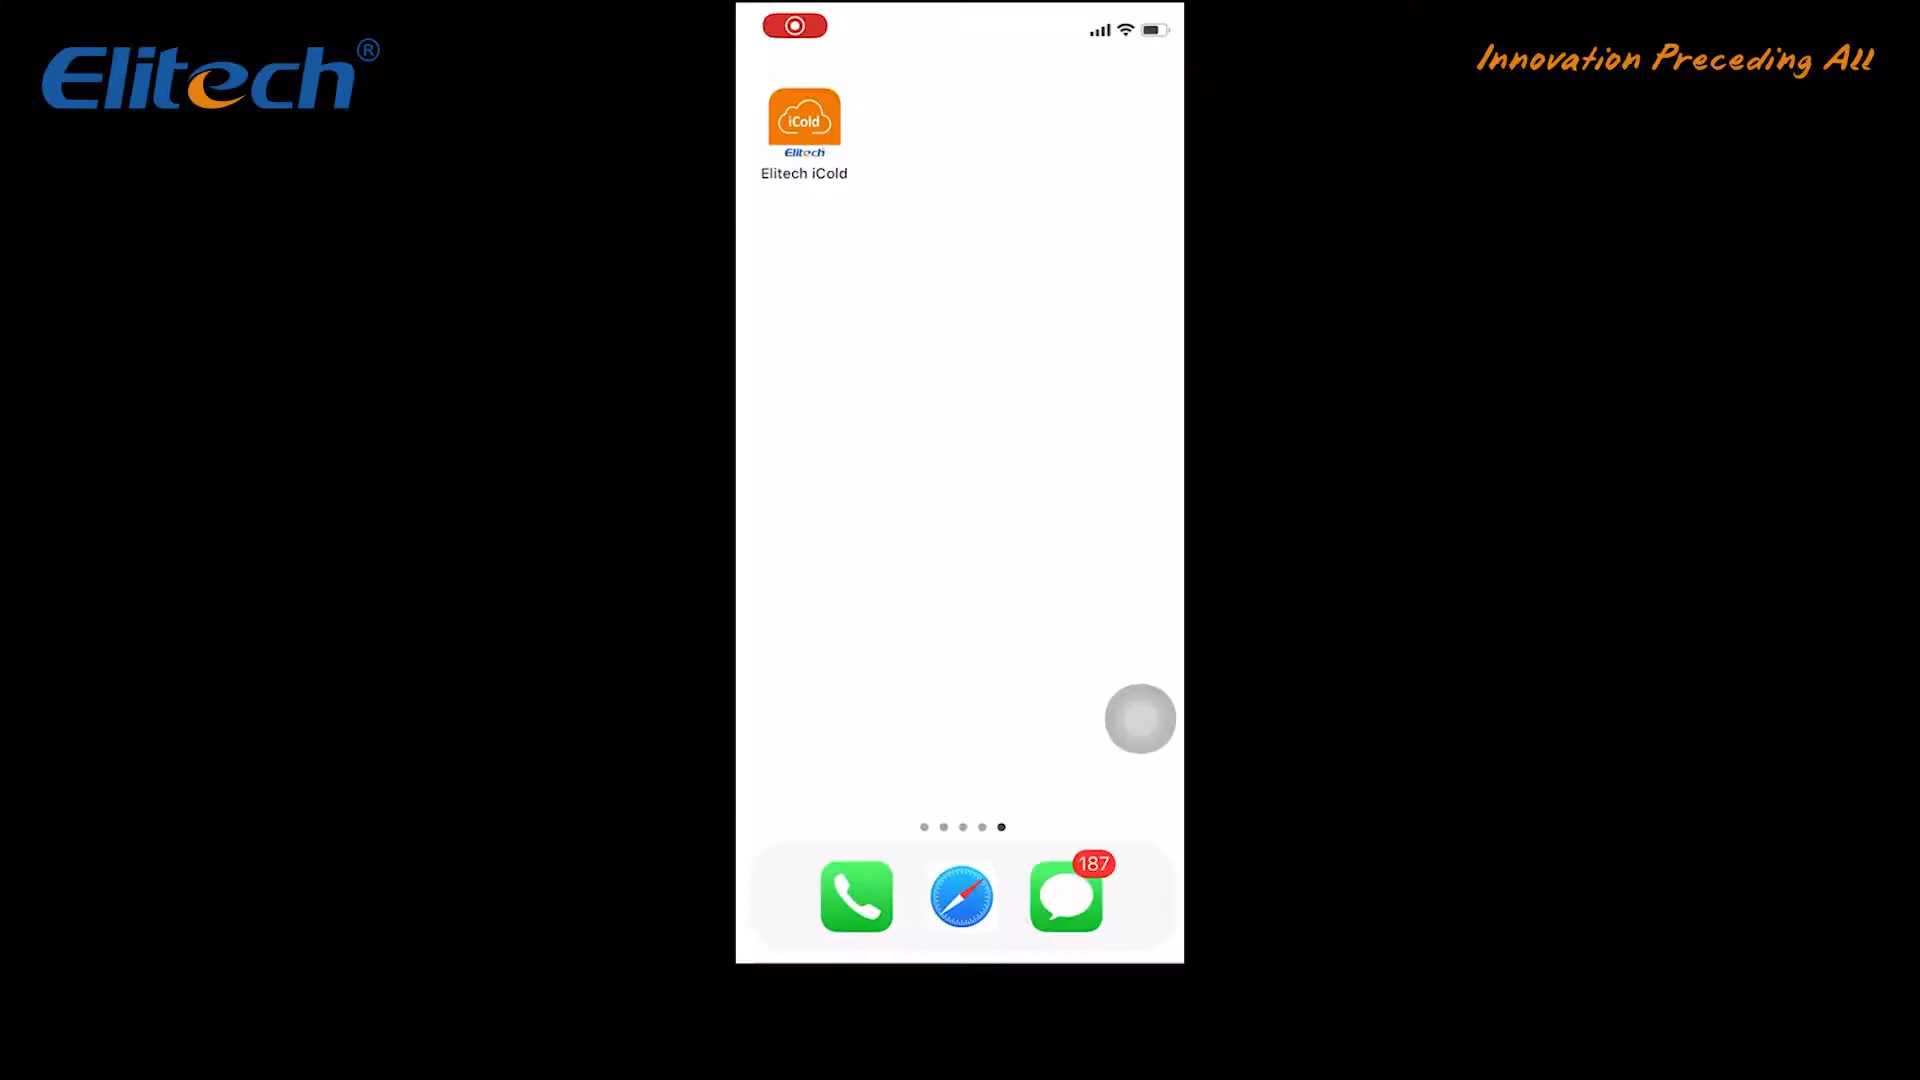 Elitech®
Innovation Preceding All
iCold
Elitech
Elitech iCold
187